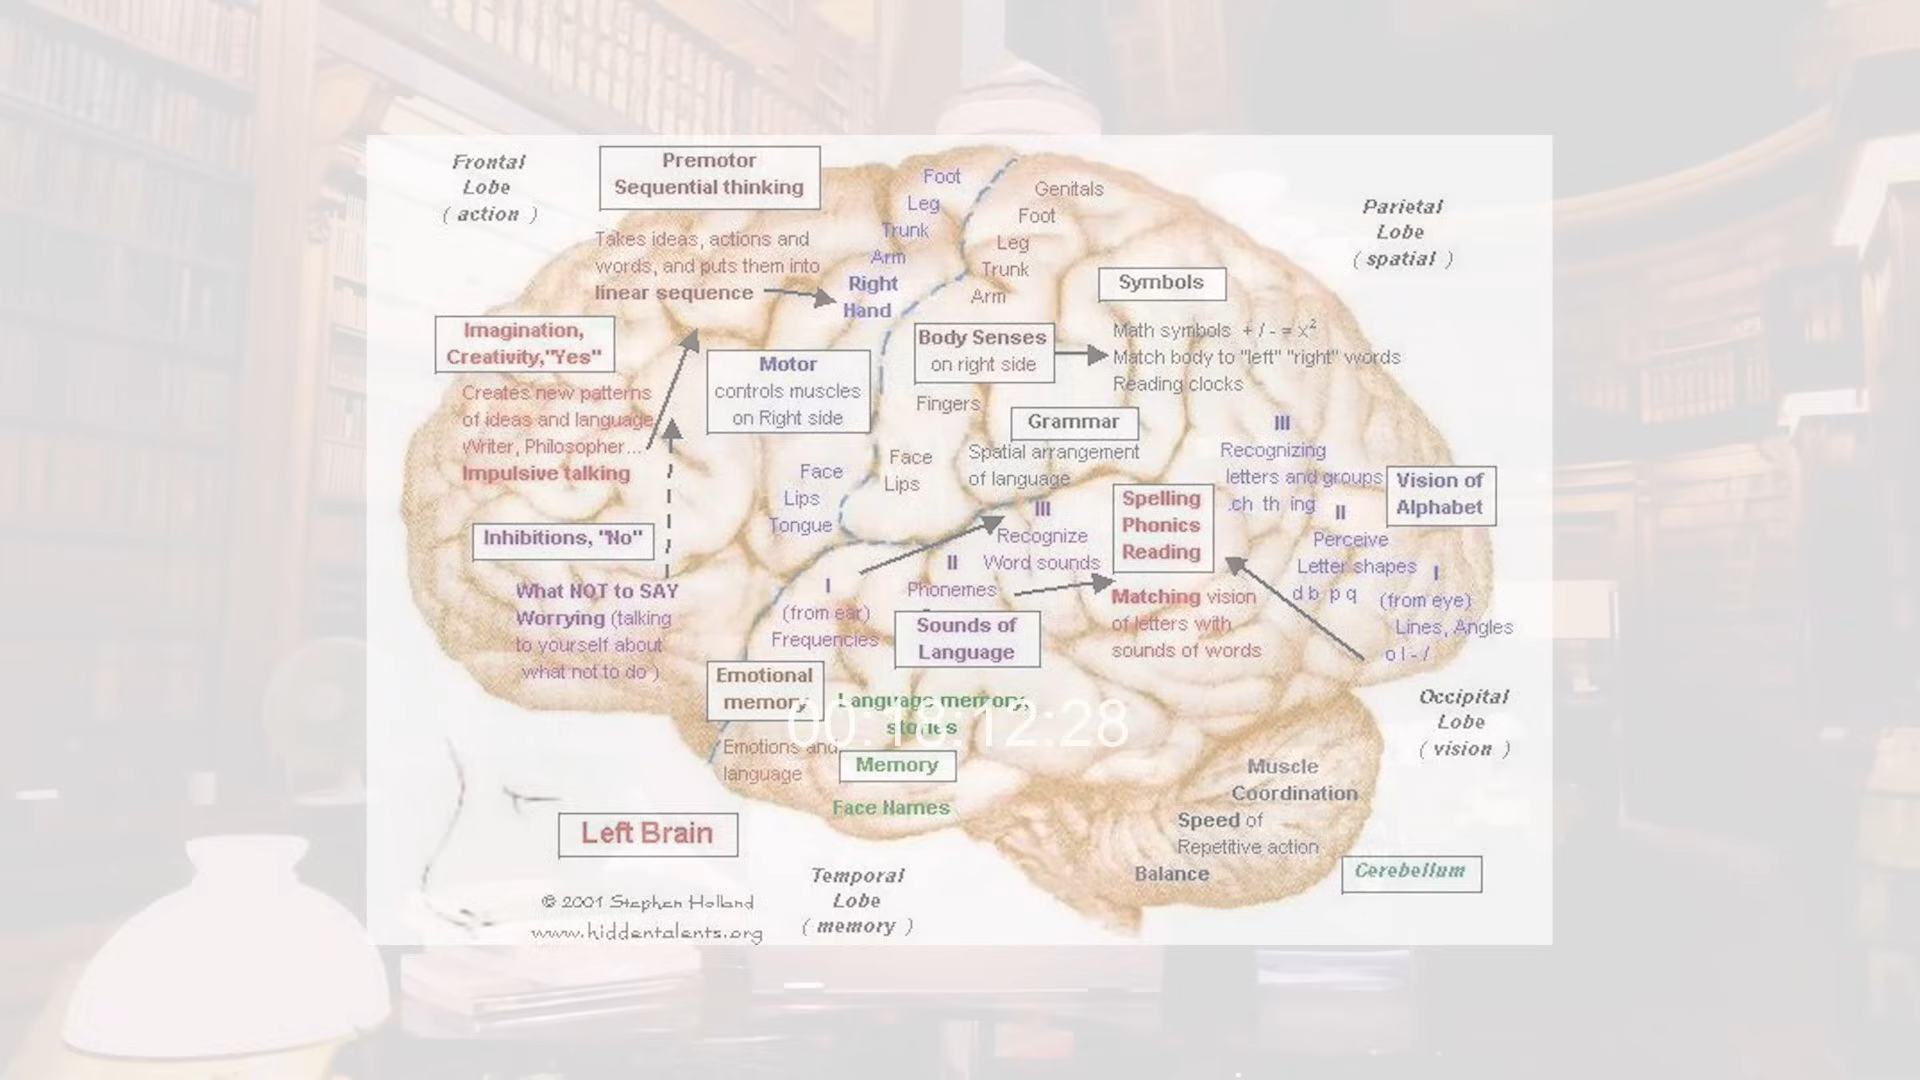 Frontal
Lobe
( action )
Premotor
Sequential thinking
Takes ideas, actions and
words, and puts them into
linear sequence
Foot
Leg
Trunk
Arm
Right
Hand
Genitals
Foot
Leg
Trunk
Arm
Parietal
Lobe
( spatial )
Symbols
Math symbols + / - = x²
Match body to "left" "right" words
Reading clocks
Imagination,
Creativity,"Yes"
Creates new patterns
of ideas and language
Writer, Philosopher...
Impulsive talking
Motor
controls muscles
on Right side
Body Senses
on right side
Fingers
Grammar
Spatial arrangement
of language
Face
Lips
Tongue
Face
Lips
III
Recognizing
letters and groups
.ch th ing
Vision of
Alphabet
II
Perceive
Letter shapes
d b p q
I
(from eye)
Lines, Angles
o l - /
Spelling
Phonics
Reading
Matching vision
of letters with
sounds of words
III
Recognize
Word sounds
II
Phonemes
I
(from ear)
Frequencies
Sounds of
Language
Inhibitions, "No"
What NOT to SAY
Worrying (talking
to yourself about
what not to do )
Emotional
memory
Emotions and
language
Language memory,
stories
00:18:12:28
Memory
Face Names
Occipital
Lobe
( vision )
Muscle
Coordination
Speed of
Repetitive action
Balance
Cerebellum
Left Brain
© 2001 Stephen Holland
www.hiddentalents.org
Temporal
Lobe
( memory )